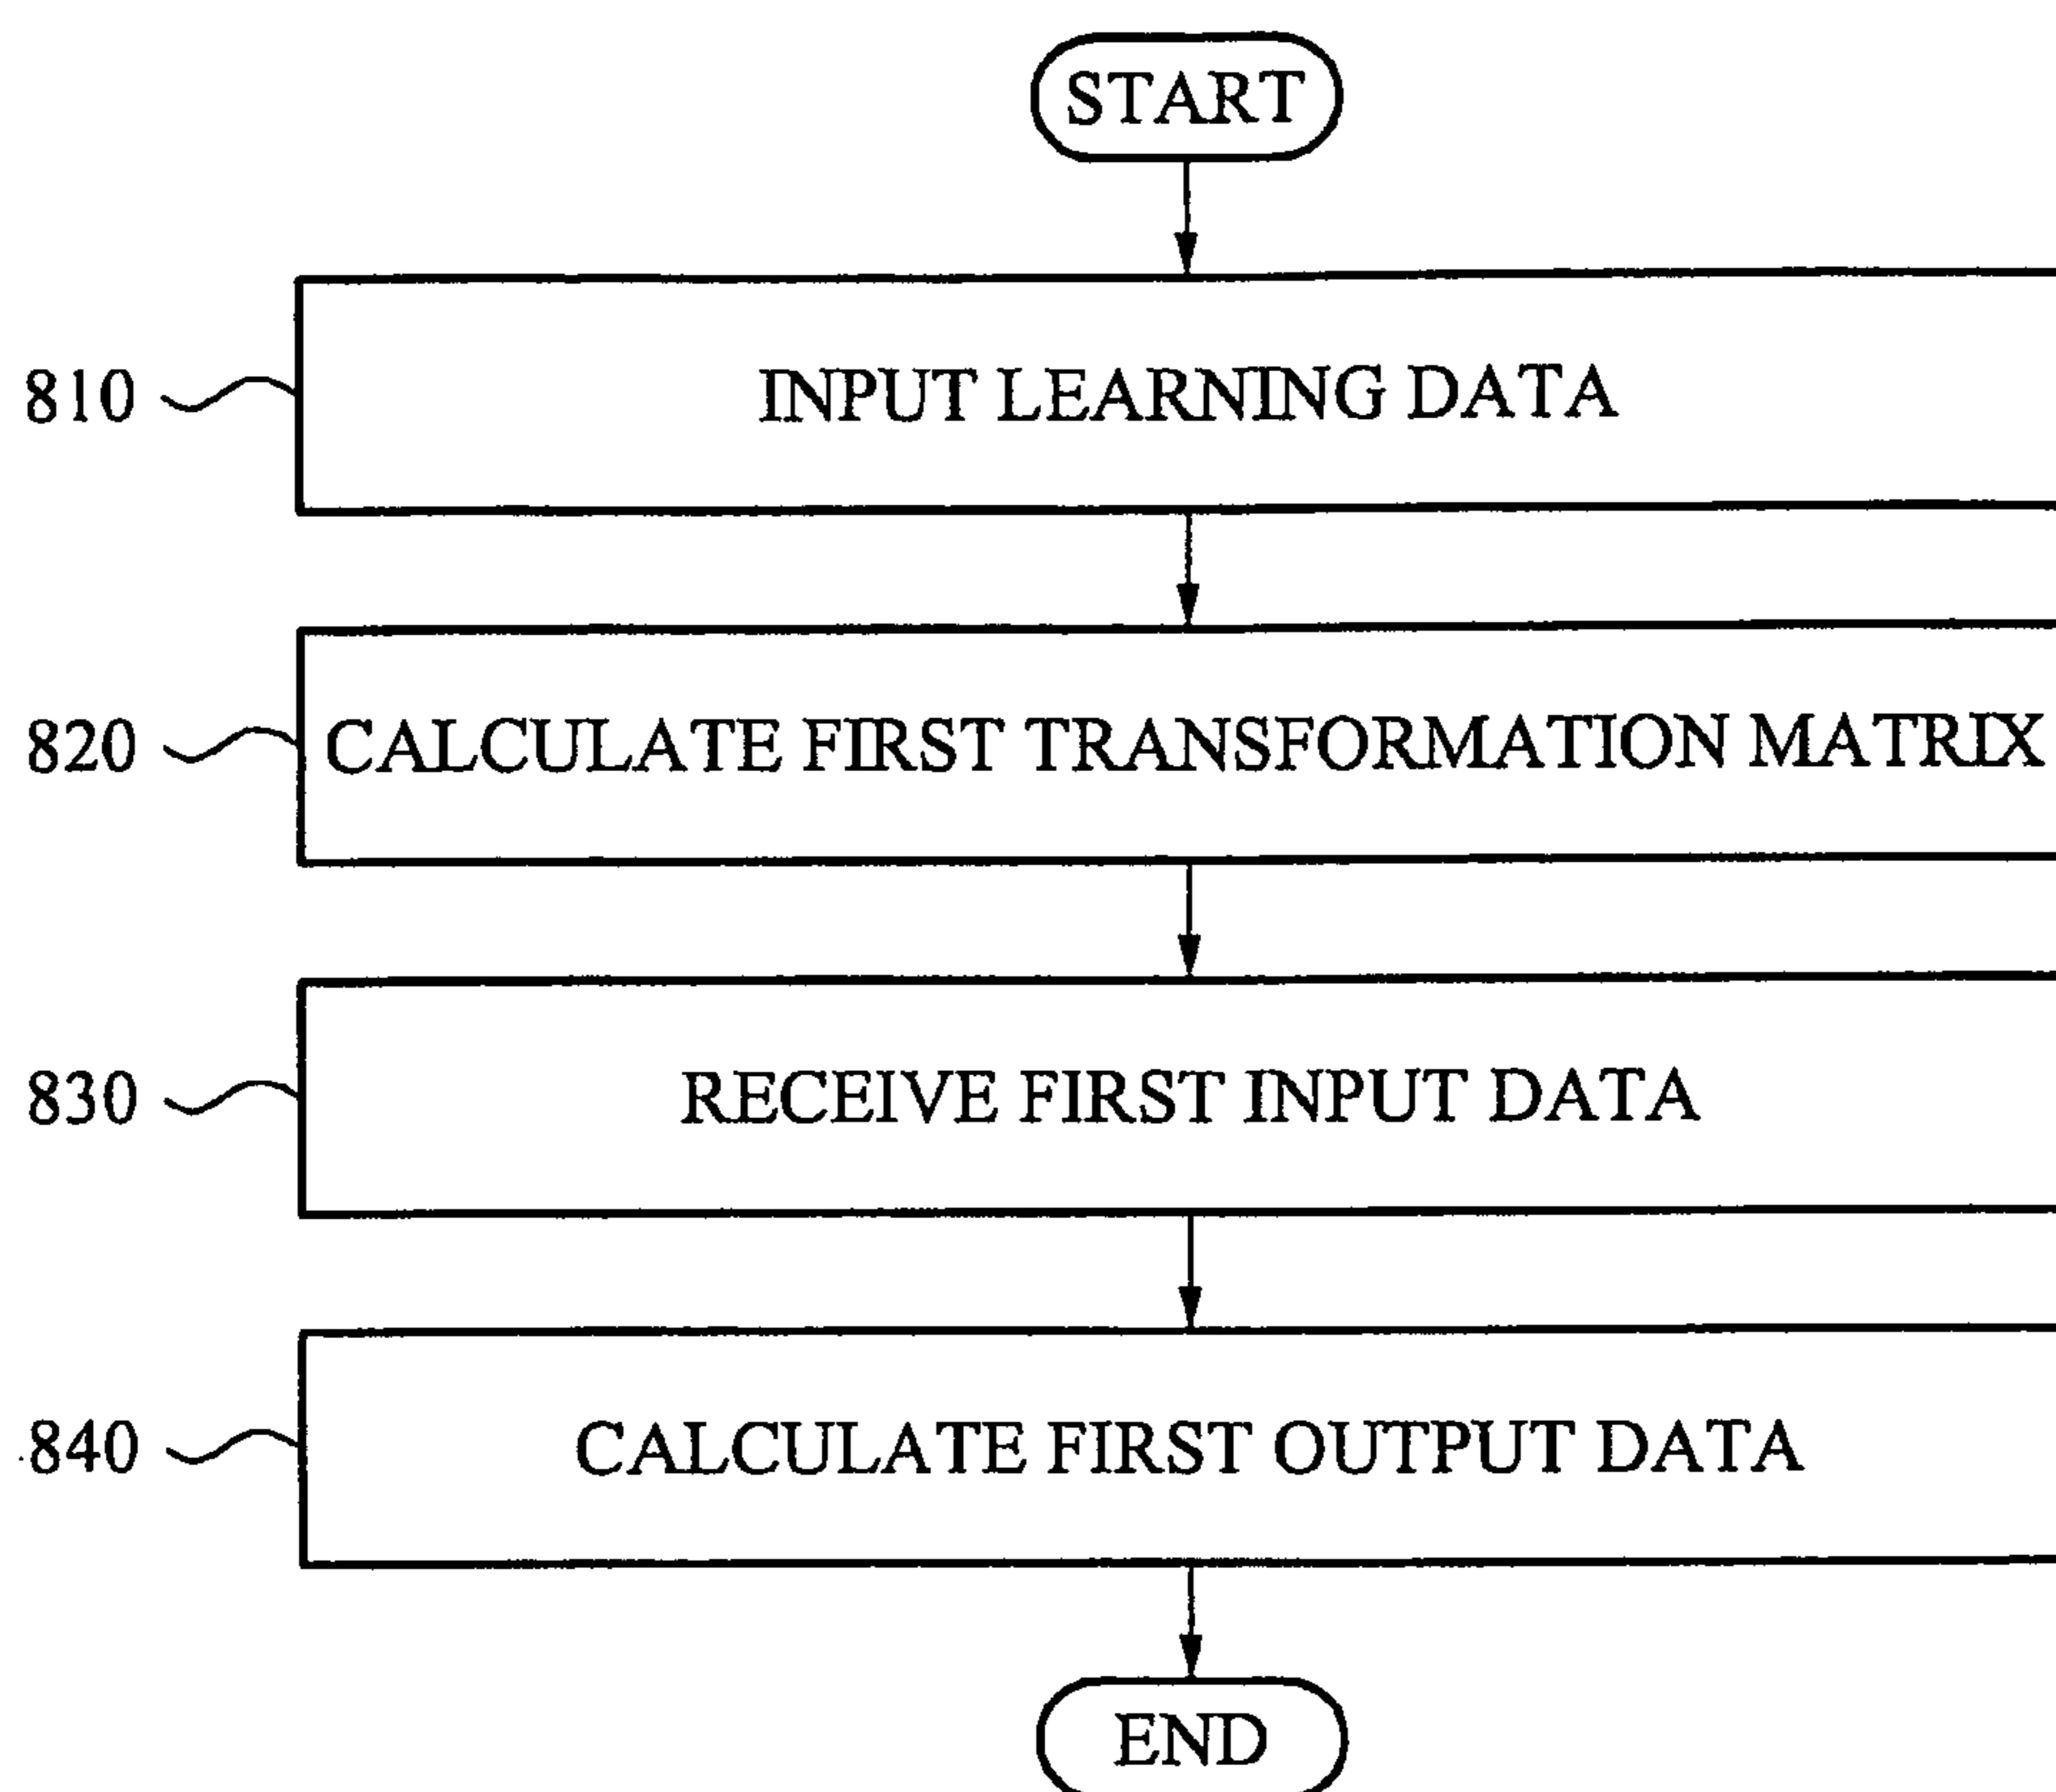 START
810 INPUT LEARNING DATA
820 CALCULATE FIRST TRANSFORMATION MATRIX
830 RECEIVE FIRST INPUT DATA
840 CALCULATE FIRST OUTPUT DATA
END